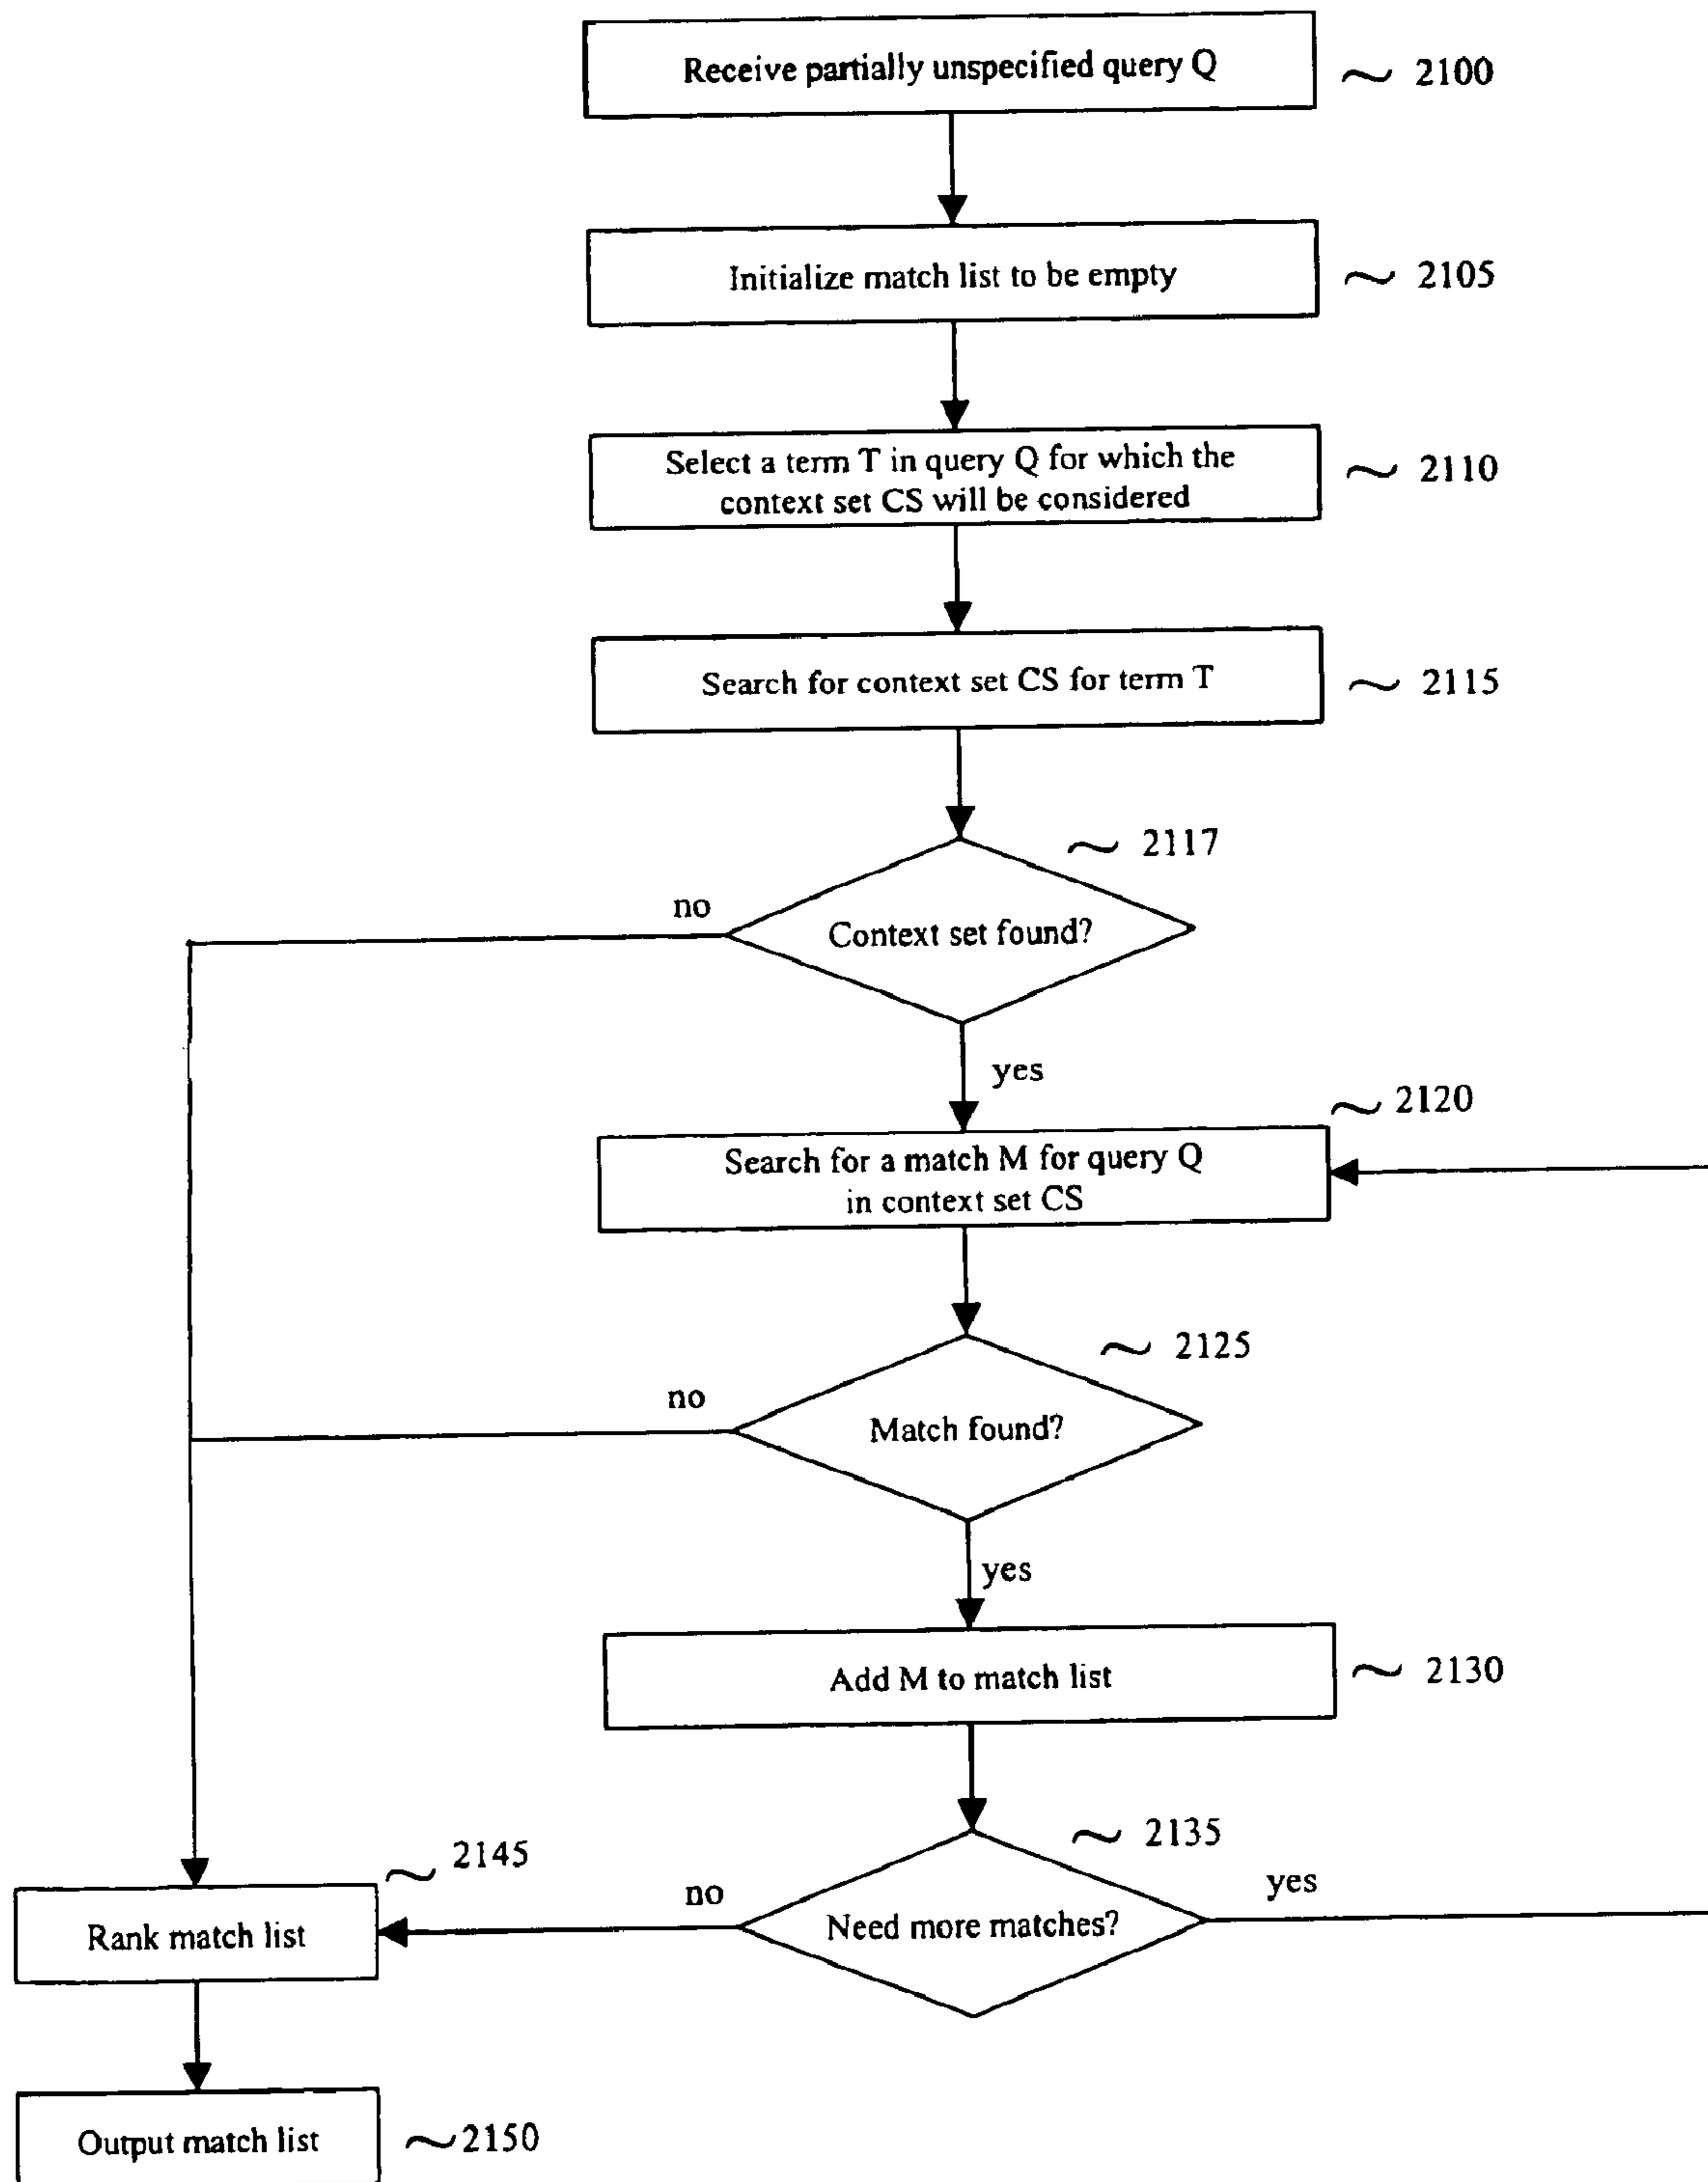 Receive partially unspecified query Q
2100
Initialize match list to be empty
2105
Select a term T in query Q for which the
context set CS will be considered
2110
Search for context set CS for term T
2115
2117
Context set found?
no
yes
2120
Search for a match M for query Q
in context set CS
2125
Match found?
no
yes
Add M to match list
2130
2135
Need more matches?
no
yes
2145
Rank match list
Output match list
2150